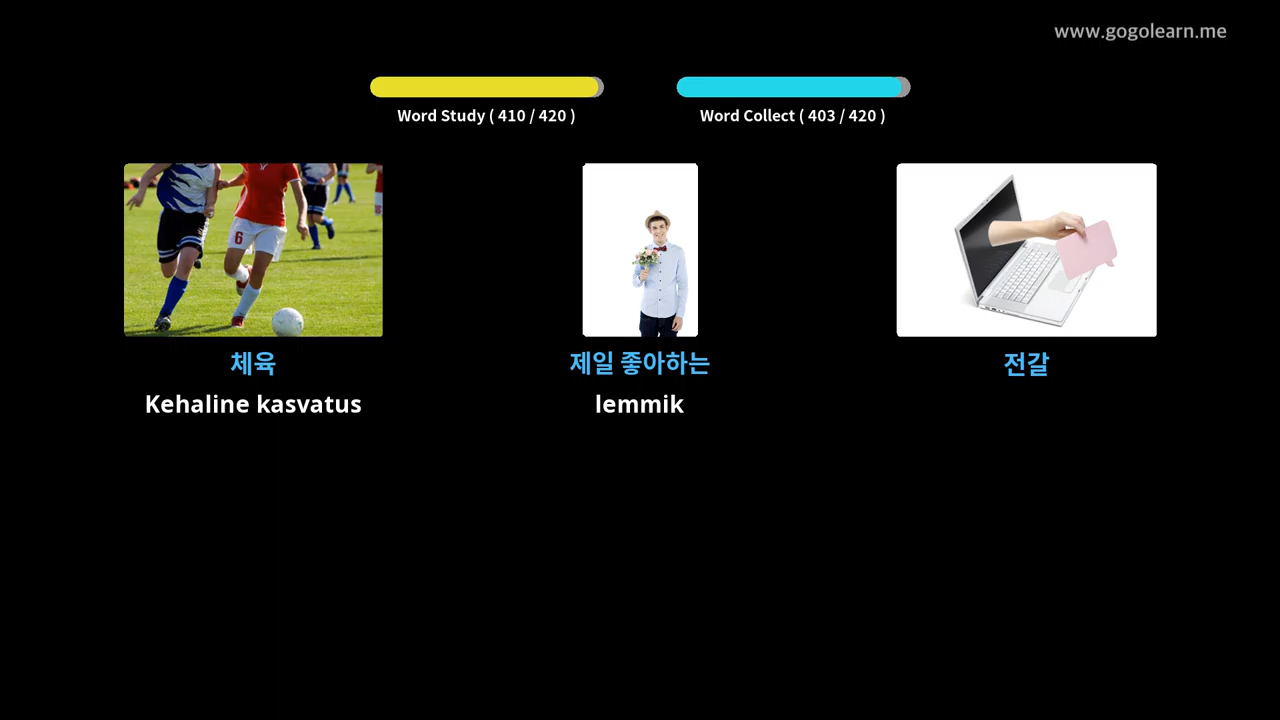 www.gogolearn.me
Word Study ( 410 / 420 )
Word Collect ( 403 / 420 )
체육
제일 좋아하는
전갈
Kehaline kasvatus
lemmik
6